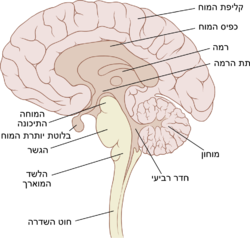 קליפת המוח
כפיס המוח
רמה
תת הרמה
המוחה
התיכונה
בלוטת יותרת המוח
הגשר
מוחון
הלשד
המוארך
חדר רביעי
חוט השדרה